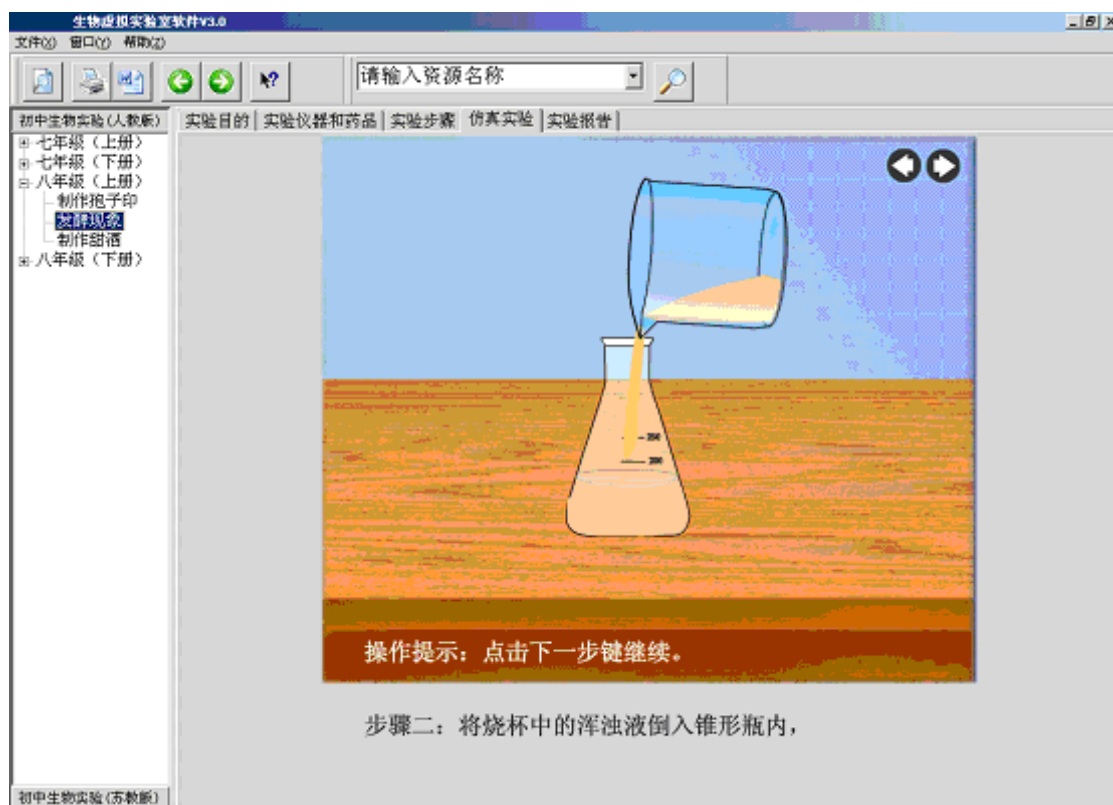 生物虚拟实验室软件V3.0
文件(X) 窗口(Y) 帮助(Z)
请输入资源名称
初中生物实验(人教版)
实验目的 实验仪器和药品 实验步骤 仿真实验 实验报告
七年级（上册）
七年级（下册）
八年级（上册）
制作孢子印
发酵现象
制作甜酒
八年级（下册）
操作提示：点击下一步键继续。
步骤二：将烧杯中的浑浊液倒入锥形瓶内，
初中生物实验(苏教版)